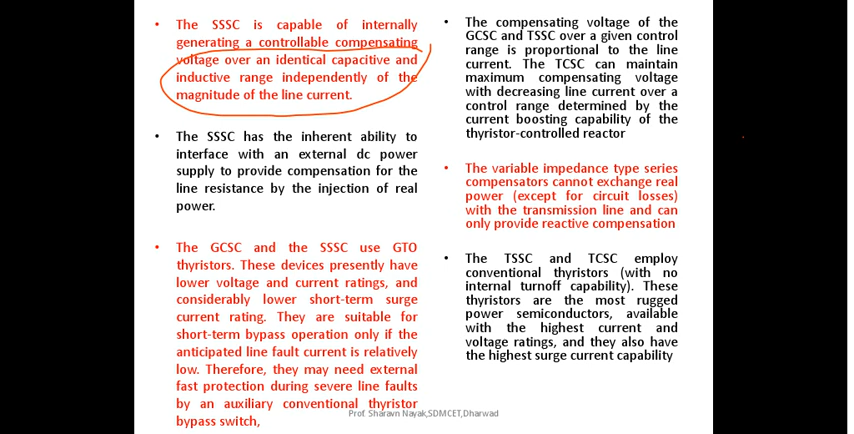 • The SSSC is capable of internally
generating a controllable compensating
voltage over an identical capacitive and
inductive range independently of the
magnitude of the line current.
• The SSSC has the inherent ability to
interface with an external dc power
supply to provide compensation for the
line resistance by the injection of real
power.
• The GCSC and the SSSC use GTO
thyristors. These devices presently have
lower voltage and current ratings, and
considerably lower short-term surge
current rating. They are suitable for
short-term bypass operation only if the
anticipated line fault current is relatively
low. Therefore, they may need external
fast protection during severe line faults
by an auxiliary conventional thyristor
bypass switch,
• The compensating voltage of the
GCSC and TSSC over a given control
range is proportional to the line
current. The TCSC can maintain
maximum compensating voltage
with decreasing line current over a
control range determined by the
current boosting capability of the
thyristor-controlled reactor
• The variable impedance type series
compensators cannot exchange real
power (except for circuit losses)
with the transmission line and can
only provide reactive compensation
• The TSSC and TCSC employ
conventional thyristors (with no
internal turnoff capability). These
thyristors are the most rugged
power semiconductors, available
with the highest current and
voltage ratings, and they also have
the highest surge current capability
Prof. Sharavn Nayak,SDMCET,Dharwad